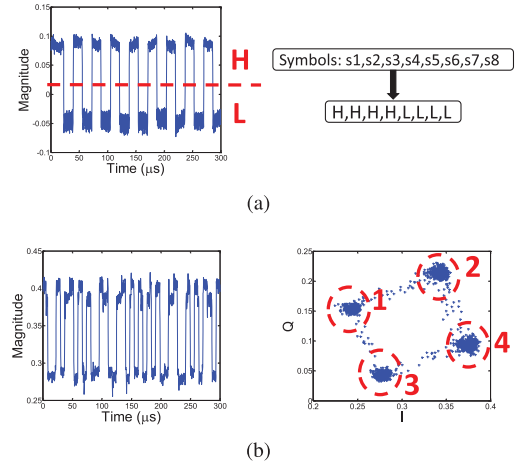 0.15
0.1
0.05
0
-0.05
-0.1
Magnitude
H
L
0 50 100 150 200 250 300
Time (μs)
Symbols: s1,s2,s3,s4,s5,s6,s7,s8
H,H,H,H,L,L,L,L
(a)
0.45
0.4
0.35
0.3
0.25
Magnitude
0 50 100 150 200 250 300
Time (μs)
0.25
0.2
0.15
0.1
0.05
0
Q
1
2
3
4
0.2 0.25 0.3 0.35 0.4
I
(b)